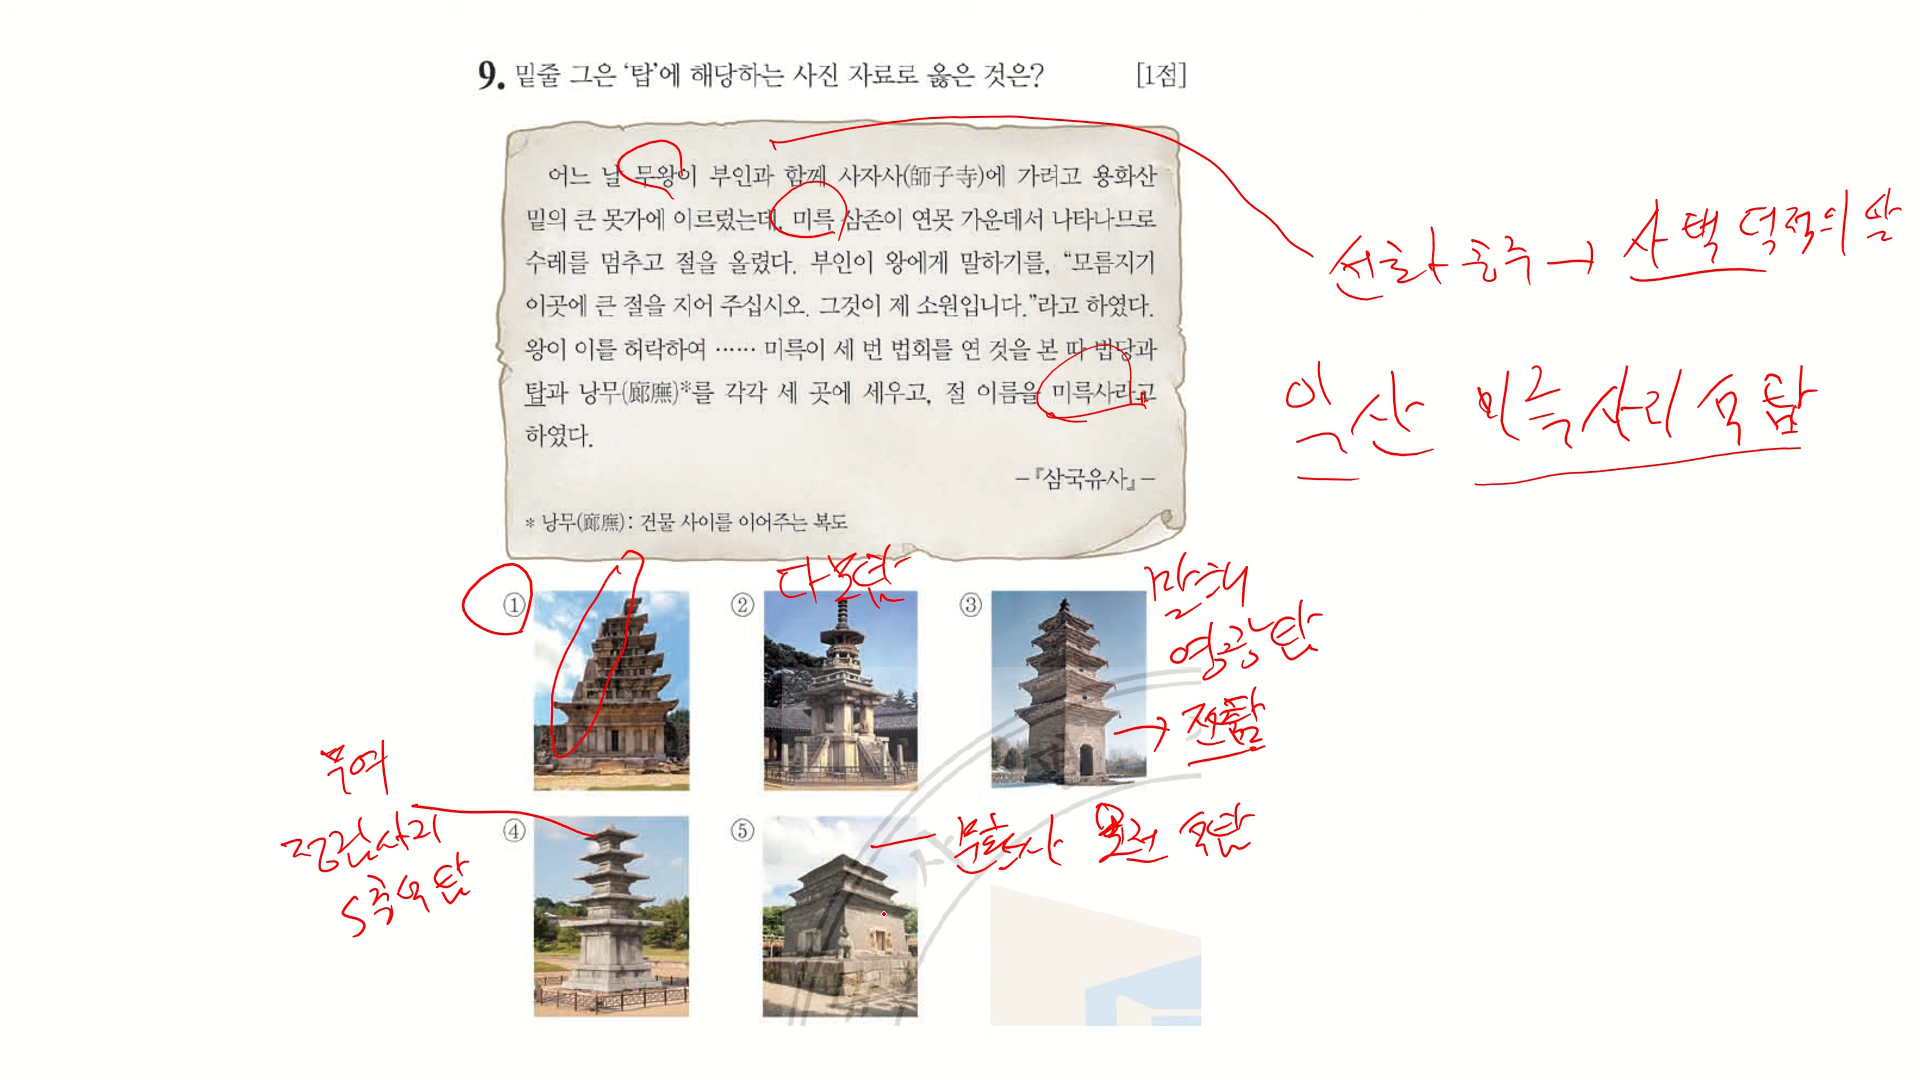 9. 밑줄 그은 ‘탑’에 해당하는 사진 자료로 옳은 것은? [1점]
어느 날 무왕이 부인과 함께 사자사(師子寺)에 가려고 용화산
밑의 큰 못가에 이르렀는데, 미륵 삼존이 연못 가운데서 나타나므로
수레를 멈추고 절을 올렸다. 부인이 왕에게 말하기를, “모름지기
이곳에 큰 절을 지어 주십시오. 그것이 제 소원입니다.”라고 하였다.
왕이 이를 허락하여 …… 미륵이 세 번 법회를 연 것을 본 따 법당과
탑과 낭무(廊廡)*를 각각 세 곳에 세우고, 절 이름을 미륵사라고
하였다.
-『삼국유사』-
* 낭무(廊廡): 건물 사이를 이어주는 복도
선화 공주 → 사택 덕적의 딸
익산 미륵사지 석탑
①
② 다보탑
③ 발해
영광탑
→ 전탑
④ 부여
정림사지
5층 석탑
⑤ 분황사 모전 석탑